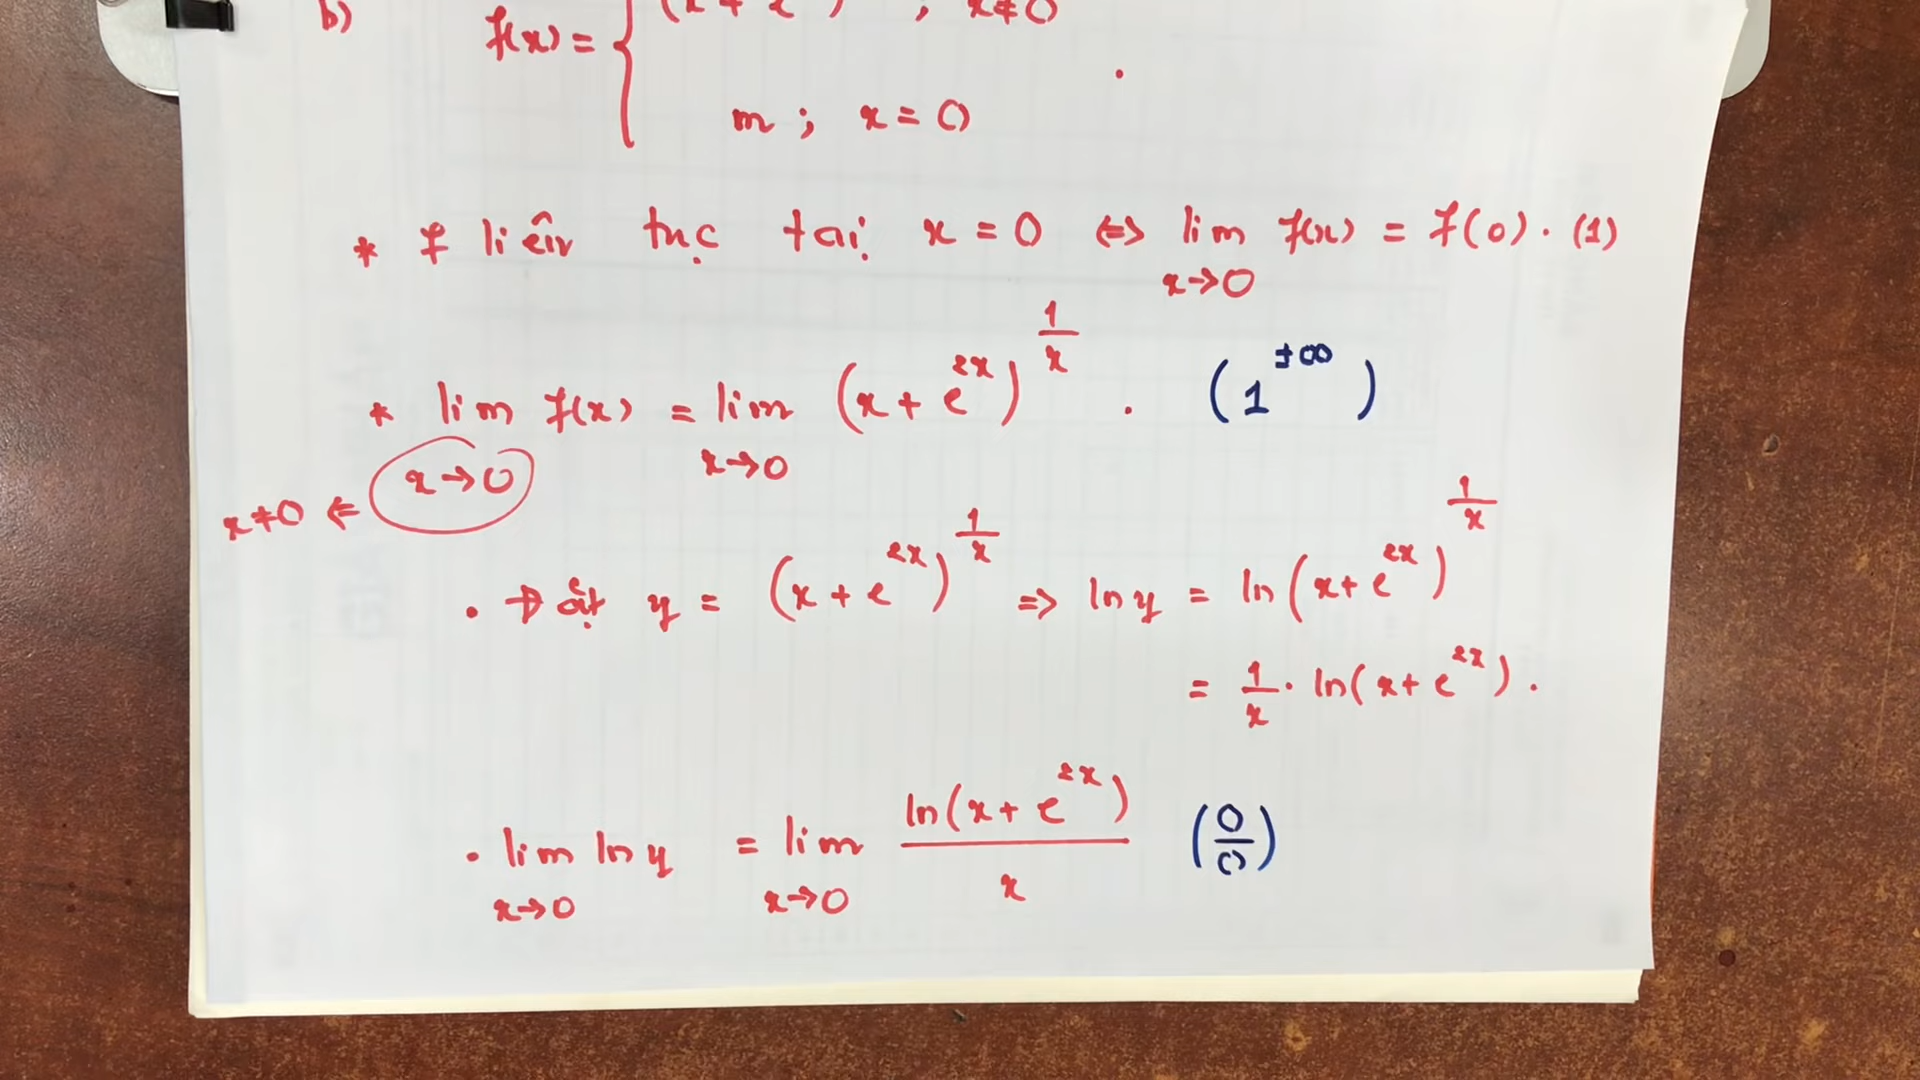 b) f(x) = { (x + e ) ; x≠0
m ; x = 0
* f liên tục tại x = 0 ⇔ lim f(x) = f(0). (1)
x→0
* lim f(x) = lim (x + e^{2x})^{1/x} . (1^{±∞})
x→0 x→0
x≠0 ⇐
. Đặt y = (x + e^{2x})^{1/x} ⇒ ln y = ln(x + e^{2x})^{1/x}
= 1/x . ln(x + e^{2x}).
. lim ln y = lim ln(x + e^{2x})/x (0/0)
x→0 x→0